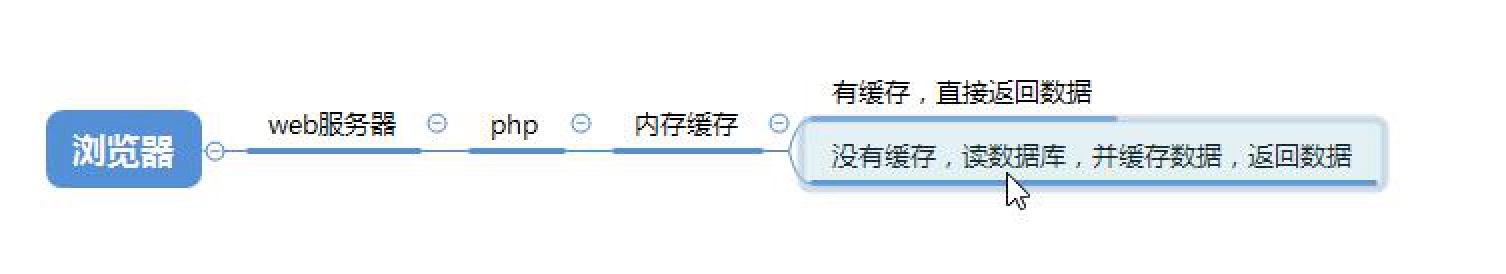 浏览器
web服务器
php
内存缓存
有缓存，直接返回数据
没有缓存，读数据库，并缓存数据，返回数据